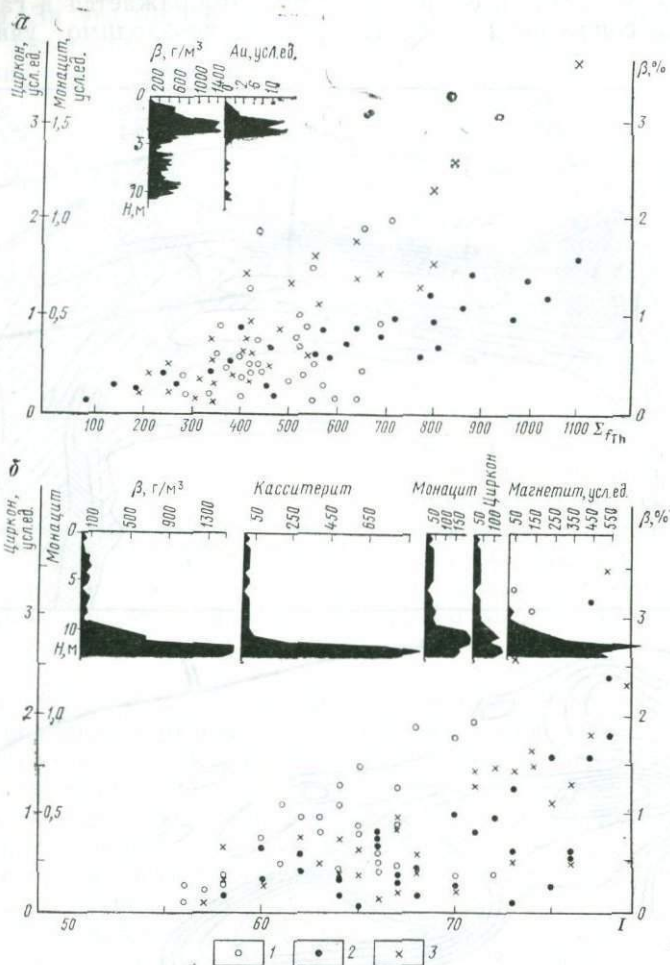 а
Циркон, усл.ед.
Монацит, усл.ед.
β, г/м³
200 600 1000 1400
Au, усл.ед.
0 2 6 10
β,%
0
5
10
H, м
3 1,5 3
2 1,0 2
1 0,5 1
0 0
100 200 300 400 500 600 700 800 900 1000 1100 Σf Th
б
Циркон, усл.ед.
Монацит
β, г/м³
100 500 900 1300
Касситерит
50 250 450 650
Монацит
50 100 150
Циркон
50 100
Магнетит, усл.ед.
50 150 250 350 450 550
β,%
0
5
10
H, м
3 3
2 1,0 2
1 0,5 1
0 0
50 60 70 I
1 2 3